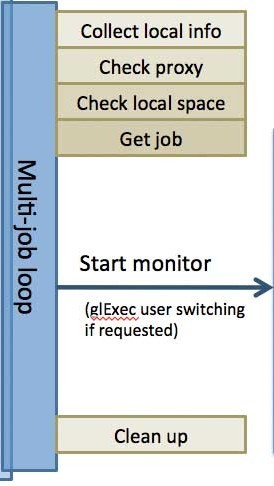 Collect local info
Check proxy
Check local space
Get job
Multi-job loop
Start monitor
(glExec user switching
if requested)
Clean up